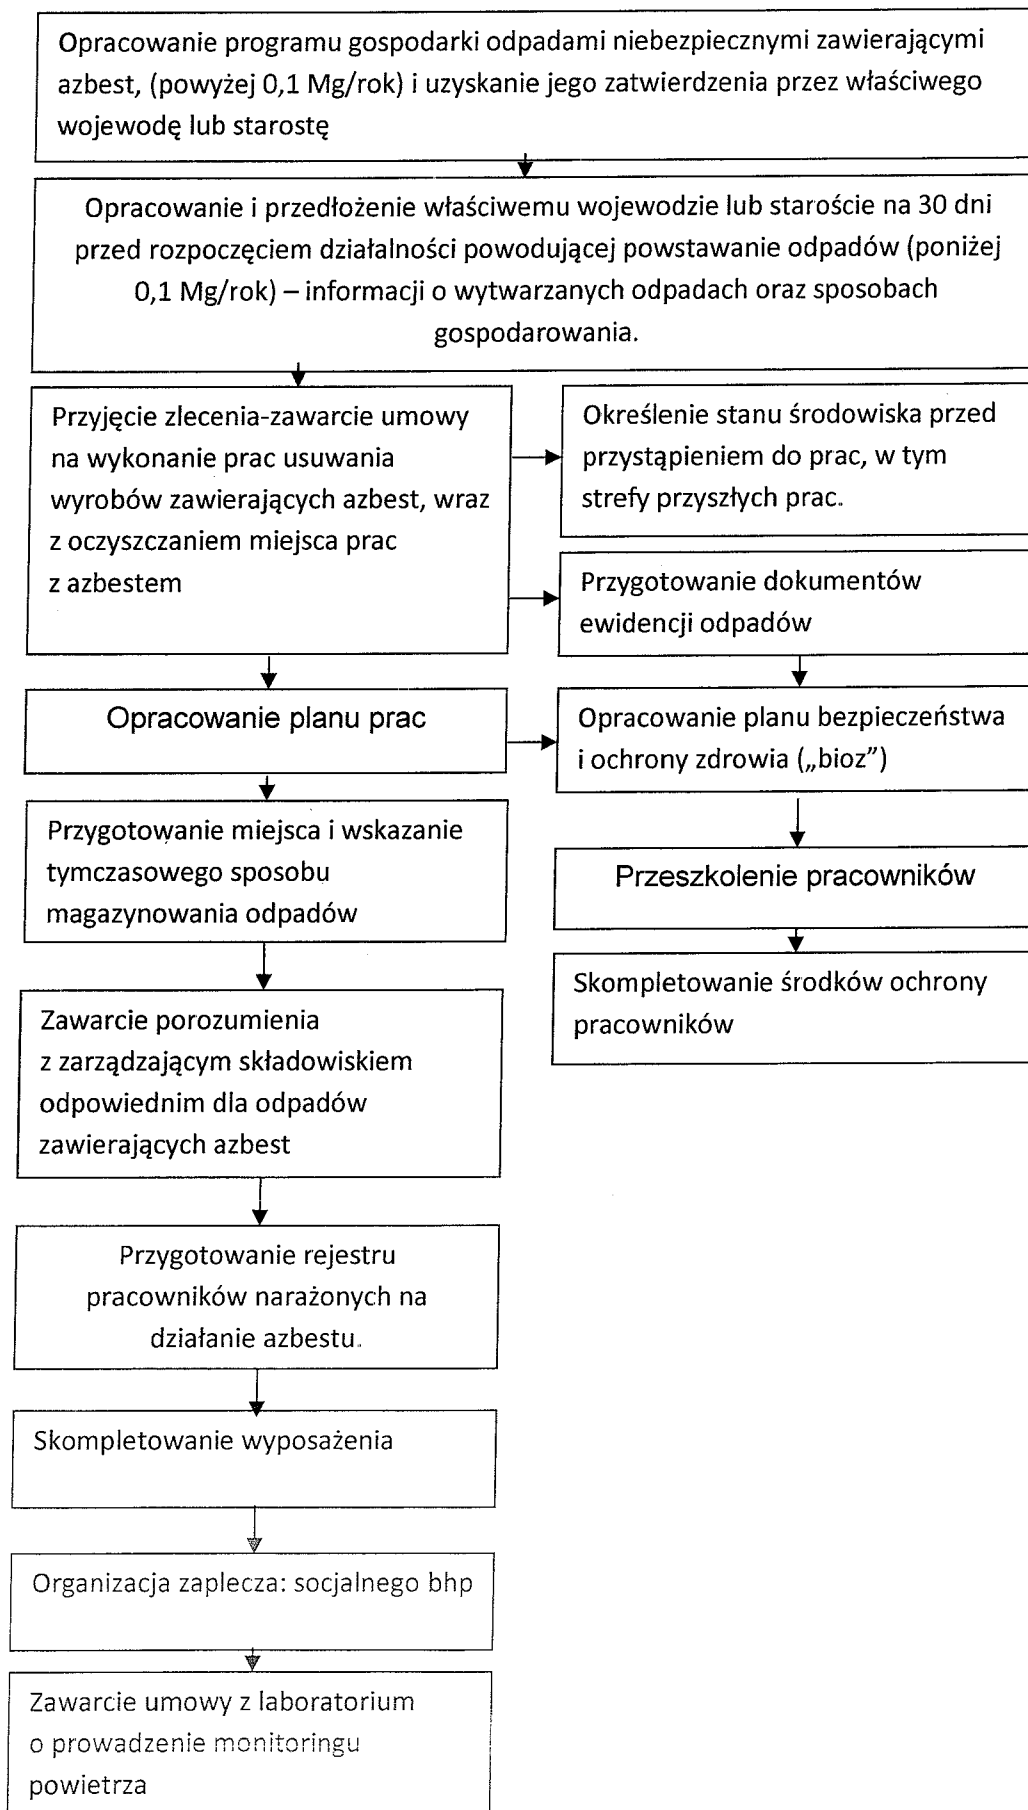 Opracowanie programu gospodarki odpadami niebezpiecznymi zawierającymi
azbest, (powyżej 0,1 Mg/rok) i uzyskanie jego zatwierdzenia przez właściwego
wojewodę lub starostę
Opracowanie i przedłożenie właściwemu wojewodzie lub staroście na 30 dni
przed rozpoczęciem działalności powodującej powstawanie odpadów (poniżej
0,1 Mg/rok) – informacji o wytwarzanych odpadach oraz sposobach
gospodarowania.
Przyjęcie zlecenia-zawarcie umowy
na wykonanie prac usuwania
wyrobów zawierających azbest, wraz
z oczyszczaniem miejsca prac
z azbestem
Określenie stanu środowiska przed
przystąpieniem do prac, w tym
strefy przyszłych prac.
Przygotowanie dokumentów
ewidencji odpadów
Opracowanie planu prac
Opracowanie planu bezpieczeństwa
i ochrony zdrowia („bioz”)
Przygotowanie miejsca i wskazanie
tymczasowego sposobu
magazynowania odpadów
Przeszkolenie pracowników
Skompletowanie środków ochrony
pracowników
Zawarcie porozumienia
z zarządzającym składowiskiem
odpowiednim dla odpadów
zawierających azbest
Przygotowanie rejestru
pracowników narażonych na
działanie azbestu.
Skompletowanie wyposażenia
Organizacja zaplecza: socjalnego bhp
Zawarcie umowy z laboratorium
o prowadzenie monitoringu
powietrza